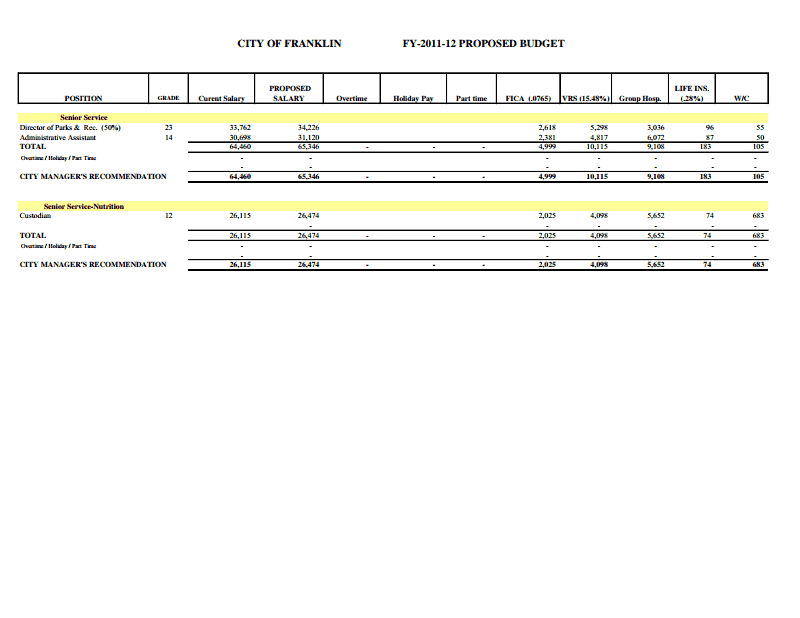 CITY OF FRANKLIN FY-2011-12 PROPOSED BUDGET
POSITION GRADE Curent Salary PROPOSED SALARY Overtime Holiday Pay Part time FICA (.0765) VRS (15.48%) Group Hosp. LIFE INS. (.28%) W/C
Senior Service
Director of Parks & Rec. (50%) 23 33,762 34,226 2,618 5,298 3,036 96 55
Administrative Assistant 14 30,698 31,120 2,381 4,817 6,072 87 50
TOTAL 64,460 65,346 - - - 4,999 10,115 9,108 183 105
Overtime / Holiday / Part Time - - - - - - -
- - - - - - -
CITY MANAGER'S RECOMMENDATION 64,460 65,346 - - - 4,999 10,115 9,108 183 105
Senior Service-Nutrition
Custodian 12 26,115 26,474 2,025 4,098 5,652 74 683
- - - - - -
TOTAL 26,115 26,474 - - - 2,025 4,098 5,652 74 683
Overtime / Holiday / Part Time - - - - - - -
- - - - - - -
CITY MANAGER'S RECOMMENDATION 26,115 26,474 - - - 2,025 4,098 5,652 74 683